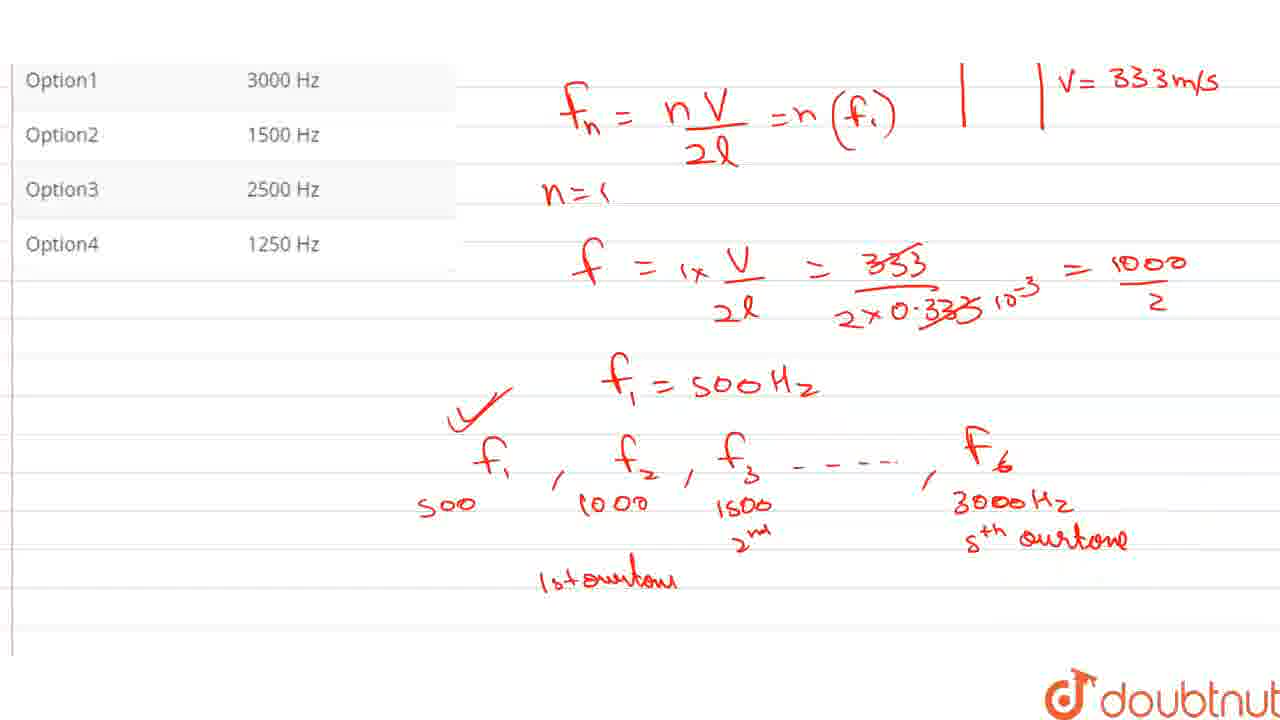 Option1 3000 Hz
Option2 1500 Hz
Option3 2500 Hz
Option4 1250 Hz
V = 333 m/s
fn = nV/2l = n (f1)
n = 1
f = 1 x V/2l = 333/2 x 0.333 10^-3 = 1000/2
f1 = 500 Hz
f1 , f2 , f3 - - - - - , f6
500 1000 1500 3000 Hz
2nd 5th ourtone
1st ourtone
doubtnut